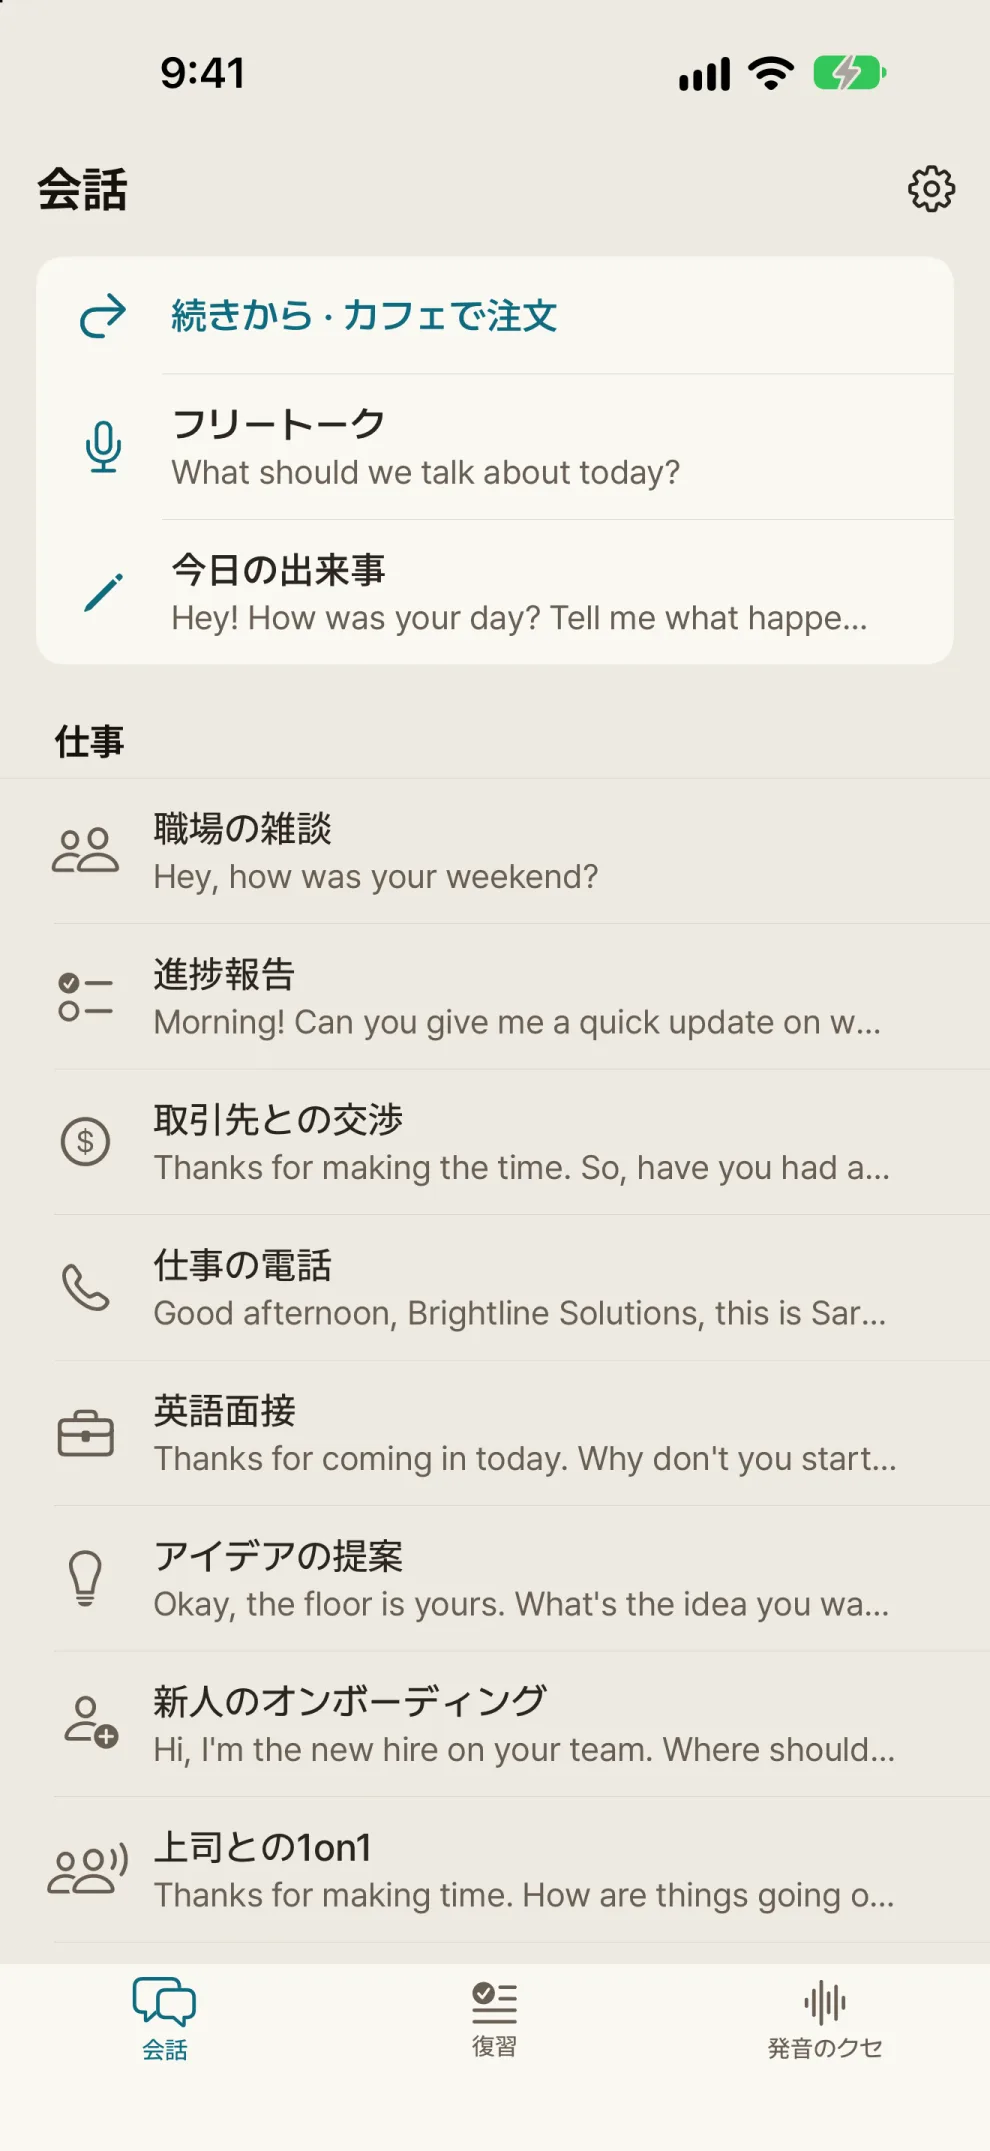 9:41
会話
続きから · カフェで注文
フリートーク
What should we talk about today?
今日の出来事
Hey! How was your day? Tell me what happe...
仕事
職場の雑談
Hey, how was your weekend?
進捗報告
Morning! Can you give me a quick update on w...
取引先との交渉
Thanks for making the time. So, have you had a...
仕事の電話
Good afternoon, Brightline Solutions, this is Sar...
英語面接
Thanks for coming in today. Why don't you start...
アイデアの提案
Okay, the floor is yours. What's the idea you wa...
新人のオンボーディング
Hi, I'm the new hire on your team. Where should...
上司との1on1
Thanks for making time. How are things going o...
会話
復習
発音のクセ